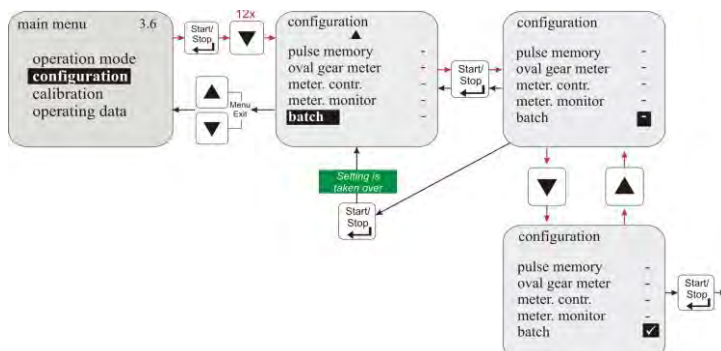 main menu 3.6
operation mode
configuration
calibration
operating data
Start/
Stop
12x
configuration
pulse memory -
oval gear meter -
meter. contr. -
meter. monitor -
batch -
Start/
Stop
configuration
pulse memory -
oval gear meter -
meter. contr. -
meter. monitor -
batch -
Menu
Exit
Setting is
taken over
Start/
Stop
configuration
pulse memory -
oval gear meter -
meter. contr. -
meter. monitor -
batch ✓
Start/
Stop